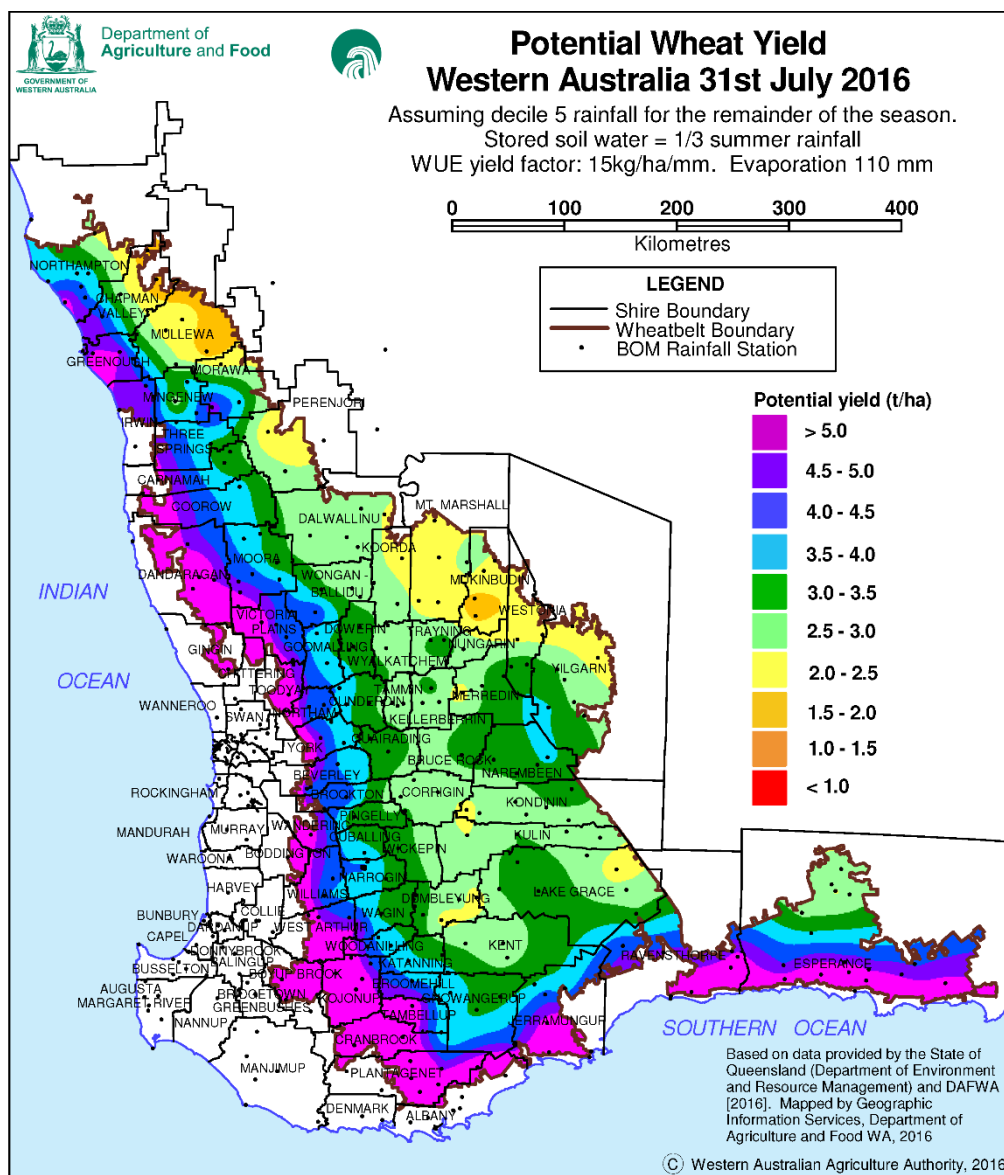 Department of
Agriculture and Food
GOVERNMENT OF
WESTERN AUSTRALIA
Potential Wheat Yield
Western Australia 31st July 2016
Assuming decile 5 rainfall for the remainder of the season.
Stored soil water = 1/3 summer rainfall
WUE yield factor: 15kg/ha/mm. Evaporation 110 mm
0 100 200 300 400
Kilometres
LEGEND
Shire Boundary
Wheatbelt Boundary
BOM Rainfall Station
Potential yield (t/ha)
> 5.0
4.5 - 5.0
4.0 - 4.5
3.5 - 4.0
3.0 - 3.5
2.5 - 3.0
2.0 - 2.5
1.5 - 2.0
1.0 - 1.5
< 1.0
NORTHAMPTON
CHAPMAN
VALLEY
MULLEWA
GREENOUGH
MORAWA
MINGENEW
PERENJORI
IRWIN
THREE
SPRINGS
CARNAMAH
COOROW
DALWALLINU
MT. MARSHALL
KOORDA
MOORA
DANDARAGAN
WONGAN -
BALLIDU
MUKINBUDIN
WESTONIA
INDIAN
OCEAN
VICTORIA
PLAINS
DOWERIN
TRAYNING
NUNGARIN
GOOMALLING
WYALKATCHEM
GINGIN
YILGARN
CHITTERING
TOODYAY
TAMMIN
MERREDIN
WANNEROO
SWAN
NORTHAM
CUNDERDIN
KELLERBERRIN
YORK
QUAIRADING
BRUCE ROCK
NAREMBEEN
BEVERLEY
ROCKINGHAM
BROOKTON
CORRIGIN
KONDININ
PINGELLY
MANDURAH
MURRAY
WANDERING
CUBALLING
KULIN
WAROONA
BODDINGTON
WICKEPIN
HARVEY
NARROGIN
WILLIAMS
DUMBLEYUNG
LAKE GRACE
BUNBURY
COLLIE
WAGIN
CAPEL
DARDANUP
WEST ARTHUR
DONNYBROOK
BALINGUP
WOODANILLING
KENT
RAVENSTHORPE
ESPERANCE
BUSSELTON
BOYUP BROOK
KATANNING
AUGUSTA
MARGARET RIVER
BRIDGETOWN
GREENBUSHES
KOJONUP
BROOMEHILL
GNOWANGERUP
TAMBELLUP
NANNUP
JERRAMUNGUP
CRANBROOK
SOUTHERN OCEAN
MANJIMUP
PLANTAGENET
DENMARK
ALBANY
Based on data provided by the State of
Queensland (Department of Environment
and Resource Management) and DAFWA
[2016]. Mapped by Geographic
Information Services, Department of
Agriculture and Food WA, 2016
© Western Australian Agriculture Authority, 2016